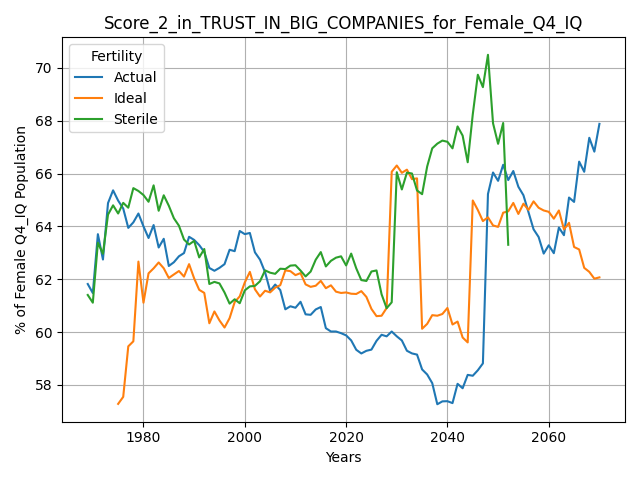 Score_2_in_TRUST_IN_BIG_COMPANIES_for_Female_Q4_IQ
Fertility
Actual
Ideal
Sterile
% of Female Q4_IQ Population
70
68
66
64
62
60
58
1980 2000 2020 2040 2060
Years